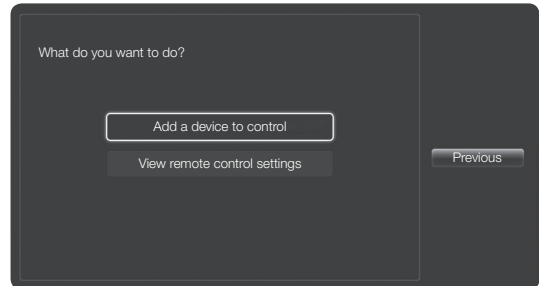 What do you want to do?
Add a device to control
View remote control settings
Previous